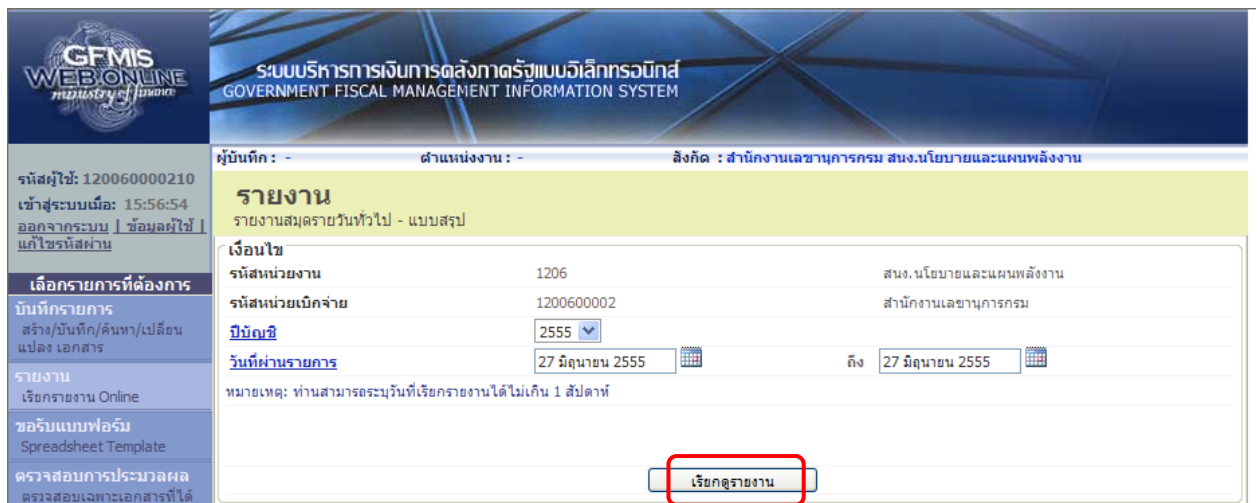 GFMIS
WEB ONLINE
ministry of finance
ระบบบริหารการเงินการคลังภาครัฐแบบอิเล็กทรอนิกส์
GOVERNMENT FISCAL MANAGEMENT INFORMATION SYSTEM
ผู้บันทึก : - ตำแหน่งงาน : - สังกัด : สำนักงานเลขานุการกรม สนง.นโยบายและแผนพลังงาน
รหัสผู้ใช้: 120060000210
เข้าสู่ระบบเมื่อ: 15:56:54
ออกจากระบบ | ข้อมูลผู้ใช้ |
แก้ไขรหัสผ่าน
เลือกรายการที่ต้องการ
บันทึกรายการ
สร้าง/บันทึก/ค้นหา/เปลี่ยน
แปลง เอกสาร
รายงาน
เรียกรายงาน Online
ขอรับแบบฟอร์ม
Spreadsheet Template
ตรวจสอบการประมวลผล
ตรวจสอบเฉพาะเอกสารที่ได้
รายงาน
รายงานสมุดรายวันทั่วไป - แบบสรุป
เงื่อนไข
รหัสหน่วยงาน 1206 สนง.นโยบายและแผนพลังงาน
รหัสหน่วยเบิกจ่าย 1200600002 สำนักงานเลขานุการกรม
ปีบัญชี 2555
วันที่ผ่านรายการ 27 มิถุนายน 2555 ถึง 27 มิถุนายน 2555
หมายเหตุ: ท่านสามารถระบุวันที่เรียกรายงานได้ไม่เกิน 1 สัปดาห์
เรียกดูรายงาน